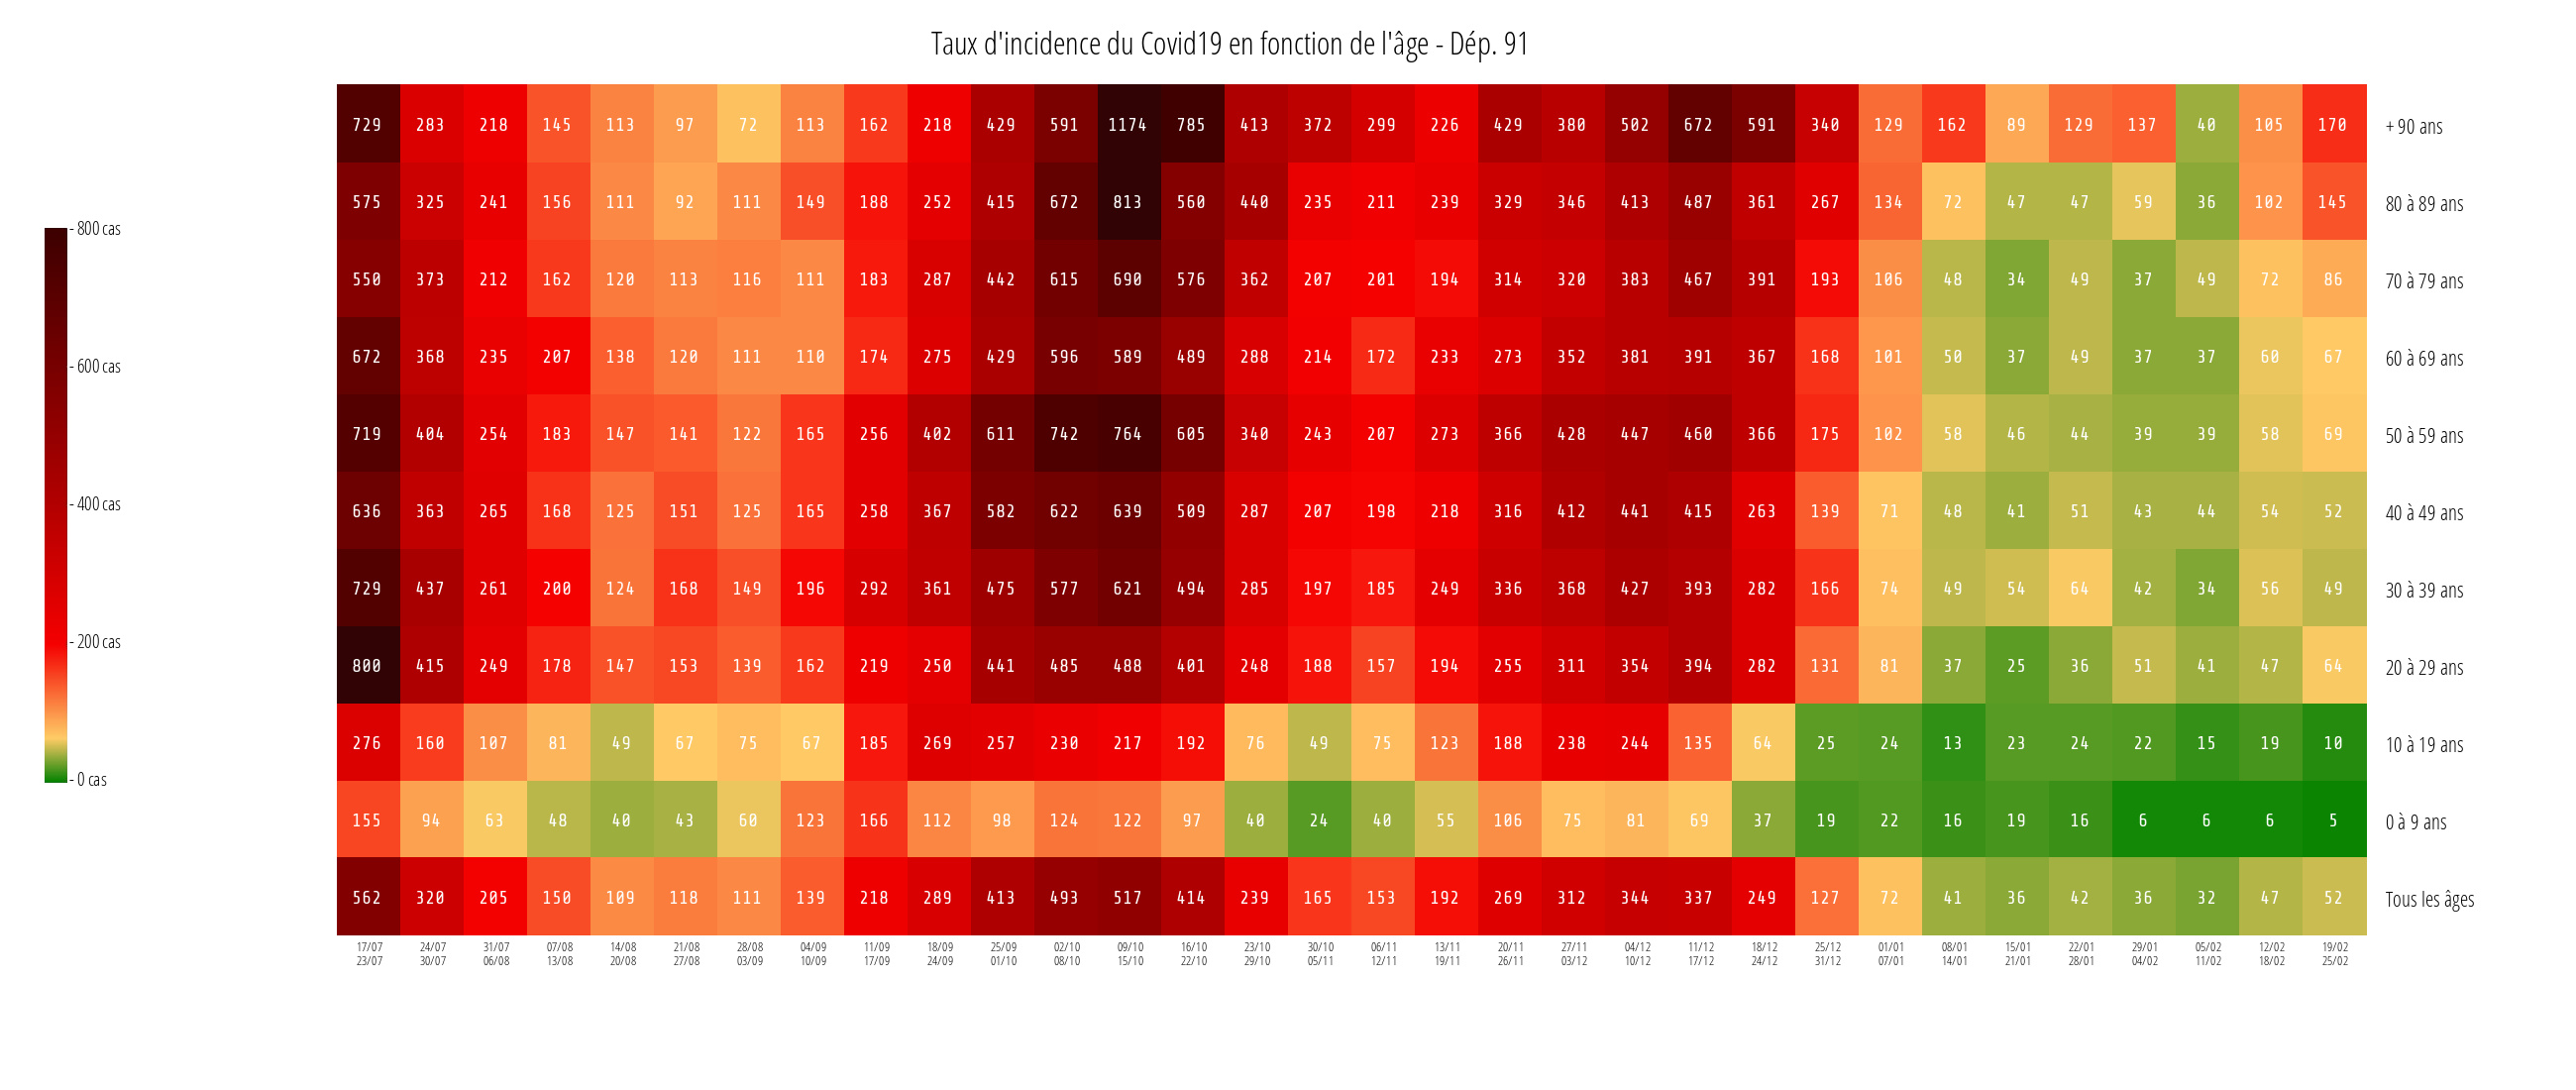 Taux d'incidence du Covid19 en fonction de l'âge - Dép. 91
729 283 218 145 113 97 72 113 162 218 429 591 1174 785 413 372 299 226 429 380 502 672 591 340 129 162 89 129 137 40 105 170 + 90 ans
575 325 241 156 111 92 111 149 188 252 415 672 813 560 440 235 211 239 329 346 413 487 361 267 134 72 47 47 59 36 102 145 80 à 89 ans
550 373 212 162 120 113 116 111 183 287 442 615 690 576 362 207 201 194 314 320 383 467 391 193 106 48 34 49 37 49 72 86 70 à 79 ans
672 368 235 207 138 120 111 110 174 275 429 596 589 489 288 214 172 233 273 352 381 391 367 168 101 50 37 49 37 37 60 67 60 à 69 ans
719 404 254 183 147 141 122 165 256 402 611 742 764 605 340 243 207 273 366 428 447 460 366 175 102 58 46 44 39 39 58 69 50 à 59 ans
636 363 265 168 125 151 125 165 258 367 582 622 639 509 287 207 198 218 316 412 441 415 263 139 71 48 41 51 43 44 54 52 40 à 49 ans
729 437 261 200 124 168 149 196 292 361 475 577 621 494 285 197 185 249 336 368 427 393 282 166 74 49 54 64 42 34 56 49 30 à 39 ans
800 415 249 178 147 153 139 162 219 250 441 485 488 401 248 188 157 194 255 311 354 394 282 131 81 37 25 36 51 41 47 64 20 à 29 ans
276 160 107 81 49 67 75 67 185 269 257 230 217 192 76 49 75 123 188 238 244 135 64 25 24 13 23 24 22 15 19 10 10 à 19 ans
155 94 63 48 40 43 60 123 166 112 98 124 122 97 40 24 40 55 106 75 81 69 37 19 22 16 19 16 6 6 6 5 0 à 9 ans
562 320 205 150 109 118 111 139 218 289 413 493 517 414 239 165 153 192 269 312 344 337 249 127 72 41 36 42 36 32 47 52 Tous les âges
17/07 24/07 31/07 07/08 14/08 21/08 28/08 04/09 11/09 18/09 25/09 02/10 09/10 16/10 23/10 30/10 06/11 13/11 20/11 27/11 04/12 11/12 18/12 25/12 01/01 08/01 15/01 22/01 29/01 05/02 12/02 19/02
23/07 30/07 06/08 13/08 20/08 27/08 03/09 10/09 17/09 24/09 01/10 08/10 15/10 22/10 29/10 05/11 12/11 19/11 26/11 03/12 10/12 17/12 24/12 31/12 07/01 14/01 21/01 28/01 04/02 11/02 18/02 25/02
- 800 cas
- 600 cas
- 400 cas
- 200 cas
- 0 cas